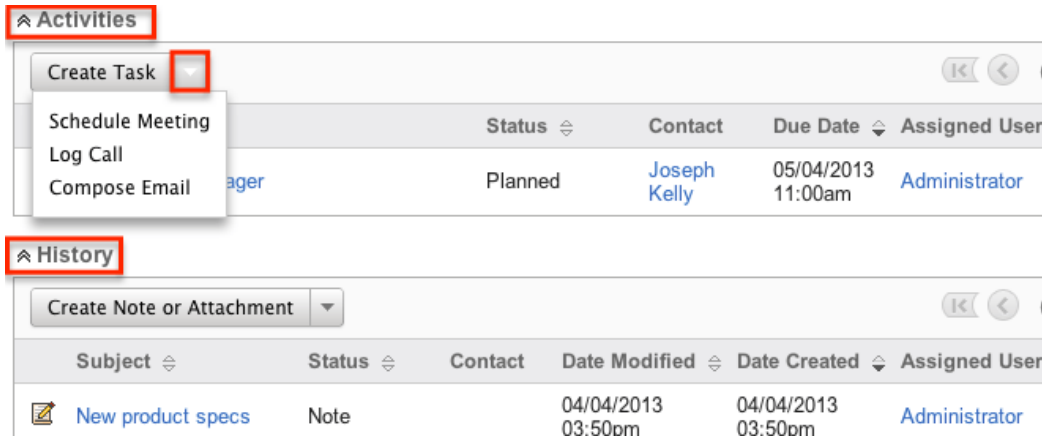 Activities
Create Task
Schedule Meeting
Log Call
Compose Email
Status Contact Due Date Assigned User
ager Planned Joseph Kelly 05/04/2013 11:00am Administrator
History
Create Note or Attachment
Subject Status Contact Date Modified Date Created Assigned User
New product specs Note 04/04/2013 03:50pm 04/04/2013 03:50pm Administrator